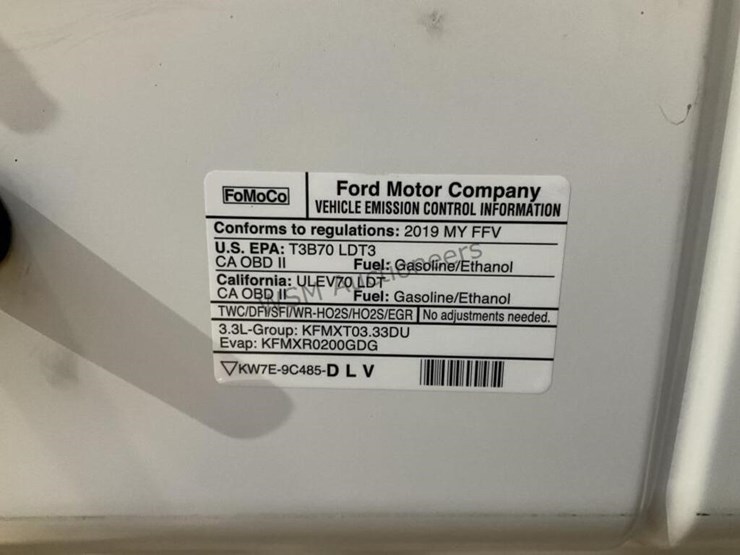 FoMoCo
Ford Motor Company
VEHICLE EMISSION CONTROL INFORMATION
Conforms to regulations: 2019 MY FFV
U.S. EPA: T3B70 LDT3
CA OBD II Fuel: Gasoline/Ethanol
California: ULEV70 LDT
CA OBD II Fuel: Gasoline/Ethanol
TWC/DFI/SFI/WR-HO2S/HO2S/EGR No adjustments needed.
3.3L-Group: KFMXT03.33DU
Evap: KFMXR0200GDG
KW7E-9C485-D L V
WSM Auctioneers